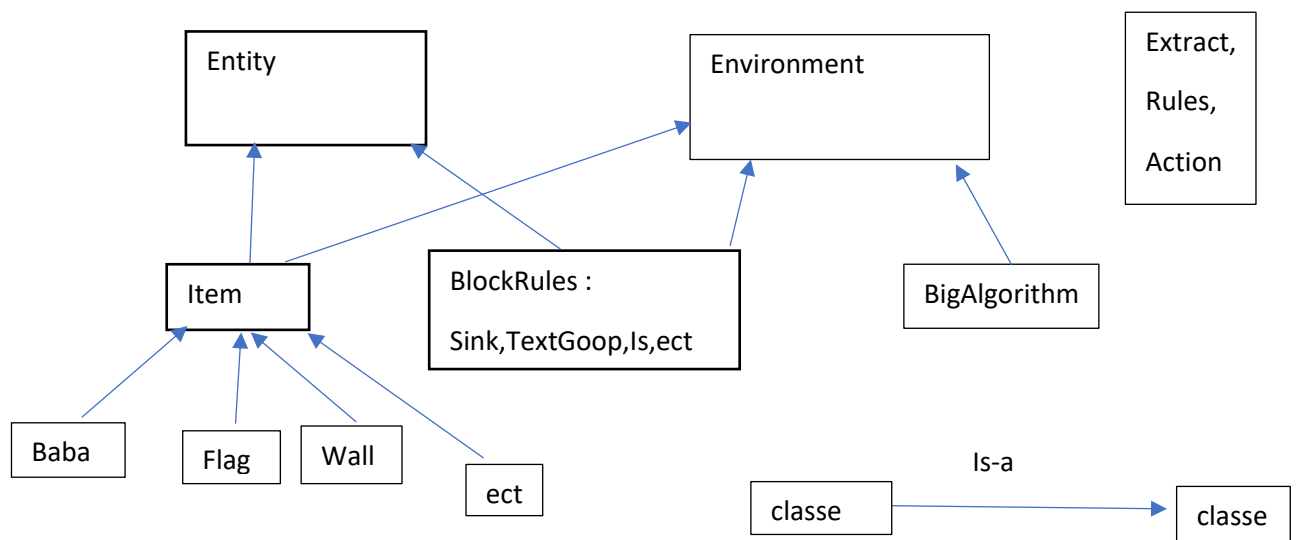 Entity
Environment
Extract,
Rules,
Action
Item
BlockRules :
Sink,TextGoop,Is,ect
BigAlgorithm
Baba
Flag
Wall
ect
Is-a
classe
classe